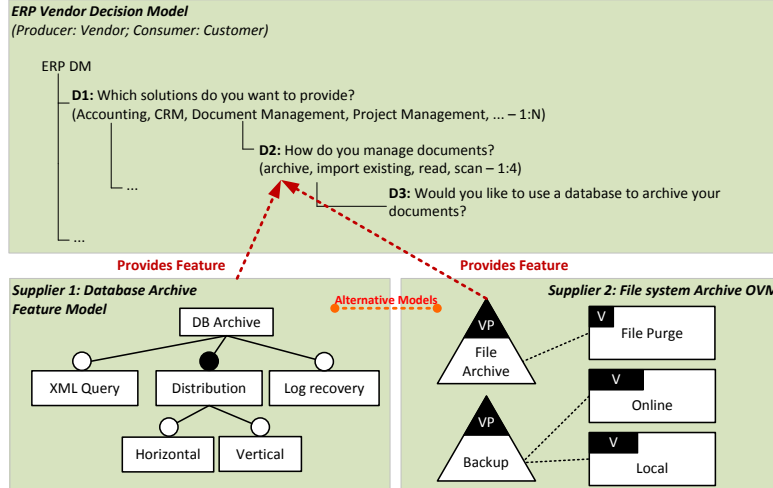 ERP Vendor Decision Model
(Producer: Vendor; Consumer: Customer)
ERP DM
D1: Which solutions do you want to provide?
(Accounting, CRM, Document Management, Project Management, ... – 1:N)
D2: How do you manage documents?
(archive, import existing, read, scan – 1:4)
...
D3: Would you like to use a database to archive your
documents?
...
Provides Feature
Provides Feature
Supplier 1: Database Archive
Feature Model
DB Archive
XML Query
Distribution
Log recovery
Horizontal
Vertical
Alternative Models
Supplier 2: File system Archive OVM
VP
File
Archive
V
File Purge
VP
Backup
V
Online
V
Local